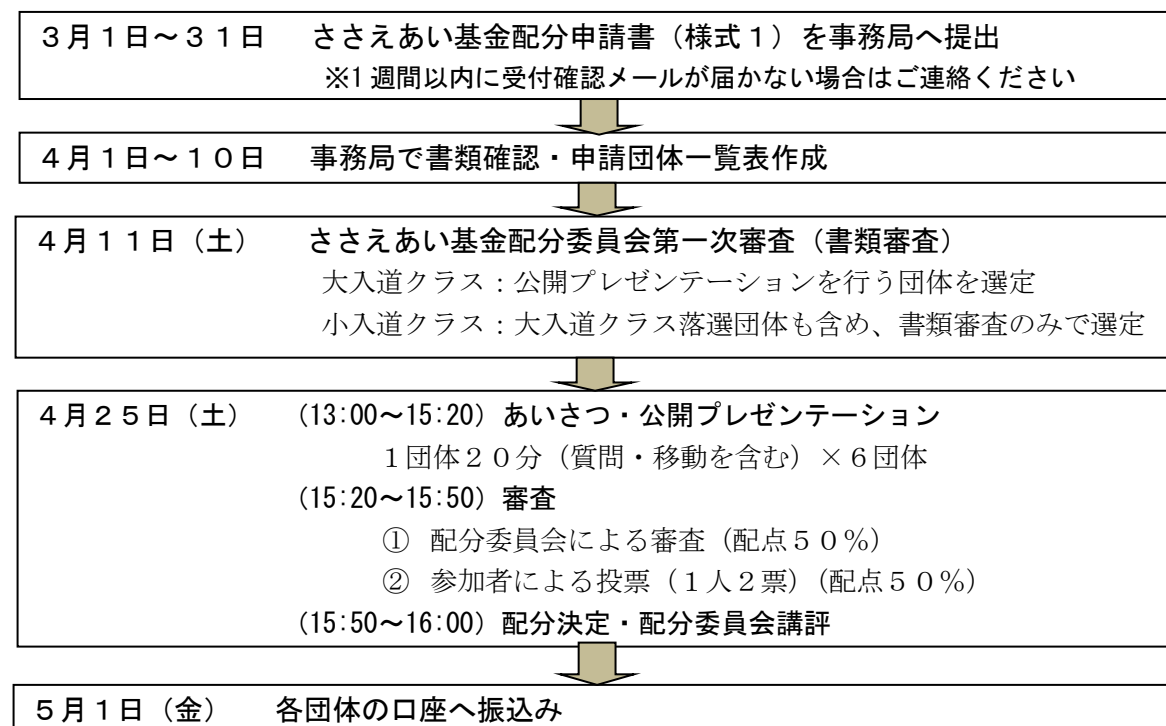 ３月１日～３１日　ささえあい基金配分申請書（様式１）を事務局へ提出
※1週間以内に受付確認メールが届かない場合はご連絡ください
４月１日～１０日　事務局で書類確認・申請団体一覧表作成
４月１１日（土）　ささえあい基金配分委員会第一次審査（書類審査）
大入道クラス：公開プレゼンテーションを行う団体を選定
小入道クラス：大入道クラス落選団体も含め、書類審査のみで選定
４月２５日（土）　(13:00～15:20) あいさつ・公開プレゼンテーション
１団体２０分（質問・移動を含む）×６団体
(15:20～15:50) 審査
① 配分委員会による審査（配点５０％）
② 参加者による投票（１人２票）（配点５０％）
(15:50～16:00) 配分決定・配分委員会講評
５月１日（金）　各団体の口座へ振込み